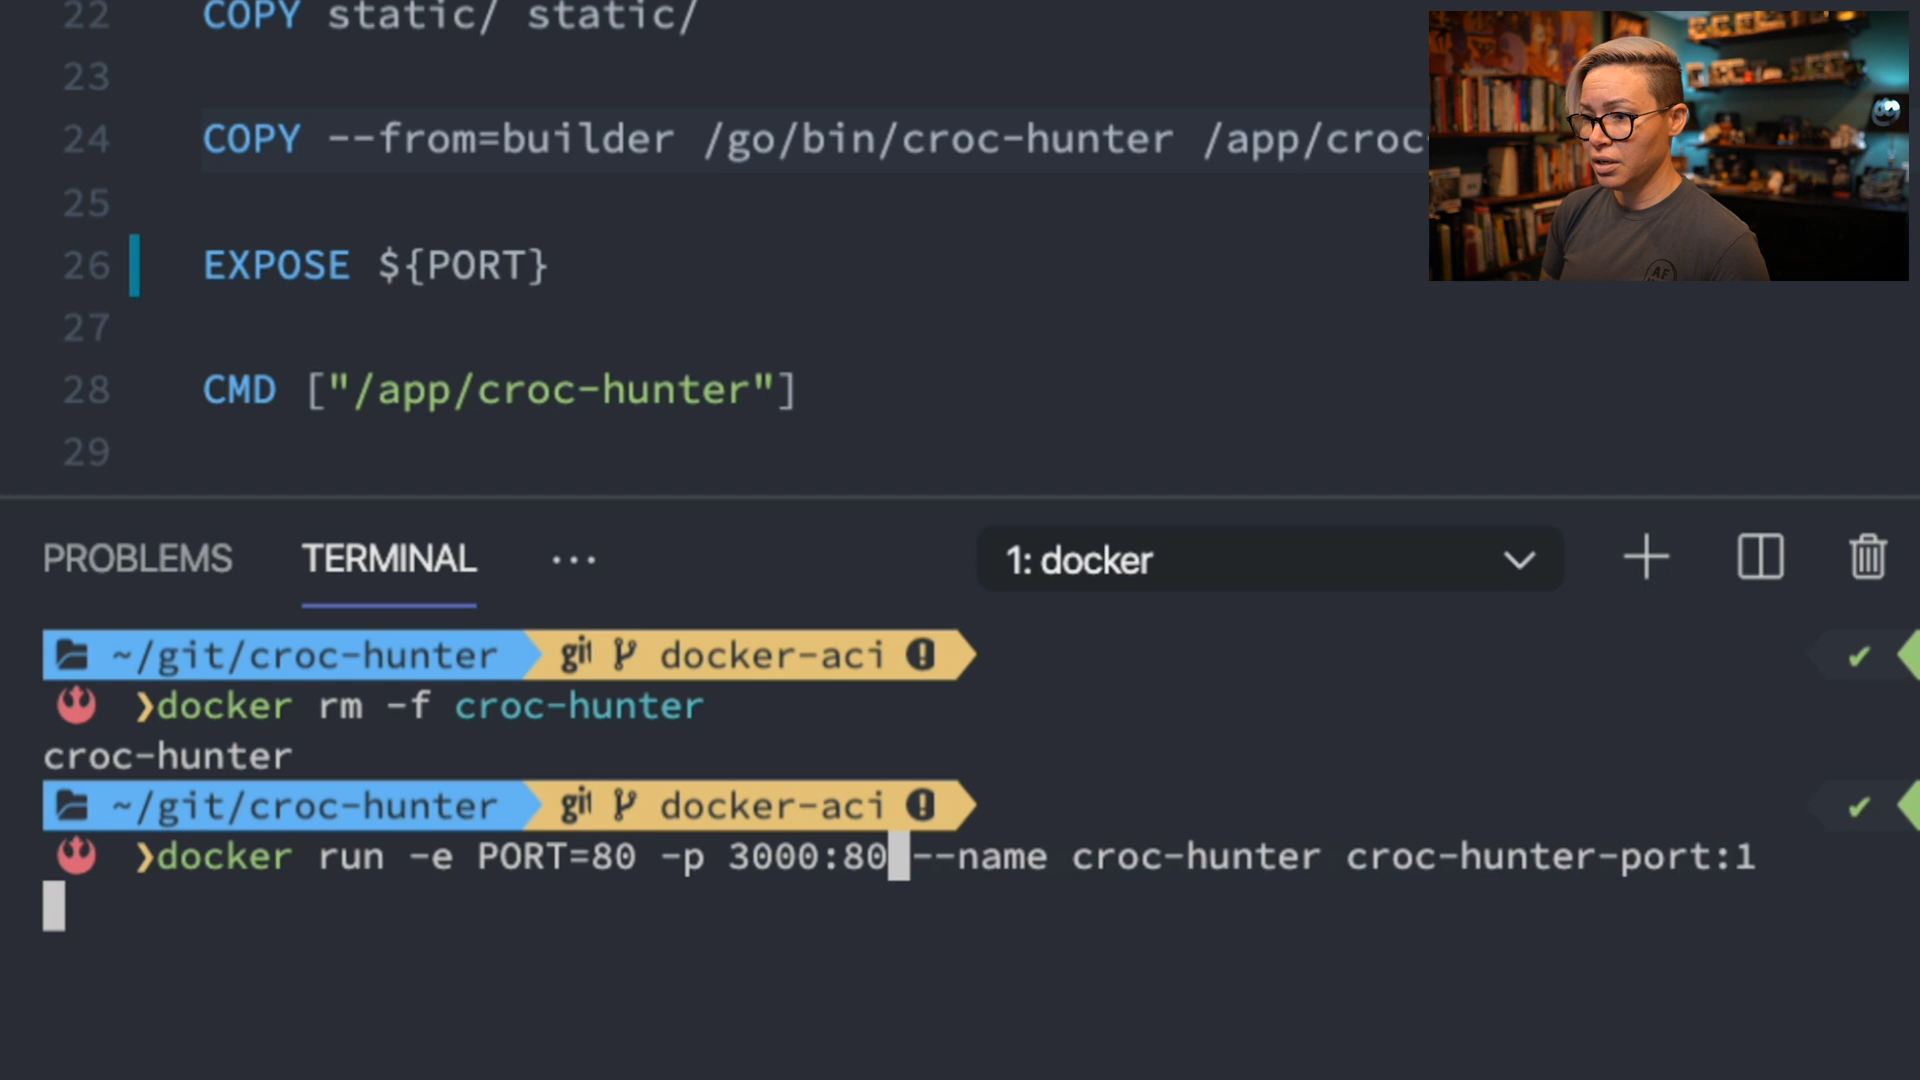 22 COPY static/ static/
23
24 COPY --from=builder /go/bin/croc-hunter /app/croc
25
26 EXPOSE ${PORT}
27
28 CMD ["/app/croc-hunter"]
29
PROBLEMS TERMINAL ... 1: docker
~/git/croc-hunter git docker-aci
❯docker rm -f croc-hunter
croc-hunter
~/git/croc-hunter git docker-aci
❯docker run -e PORT=80 -p 3000:80 --name croc-hunter croc-hunter-port:1
AF